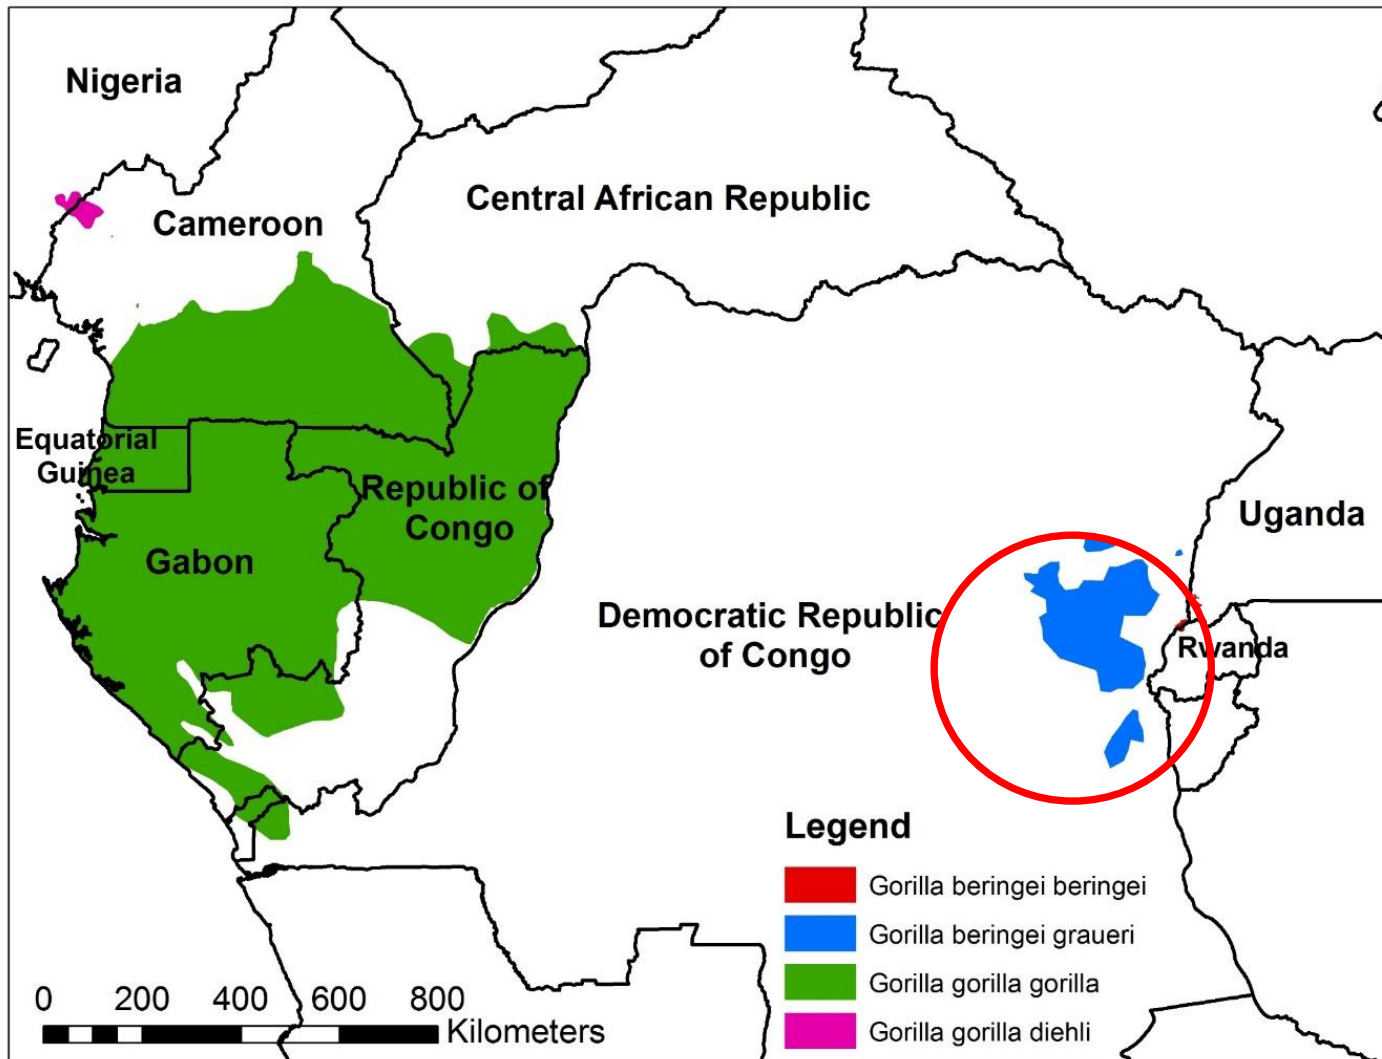 Nigeria
Cameroon
Central African Republic
Equatorial
Guinea
Republic of
Congo
Gabon
Uganda
Democratic Republic
of Congo
Rwanda
Legend
Gorilla beringei beringei
Gorilla beringei graueri
Gorilla gorilla gorilla
Gorilla gorilla diehli
0 200 400 600 800
Kilometers